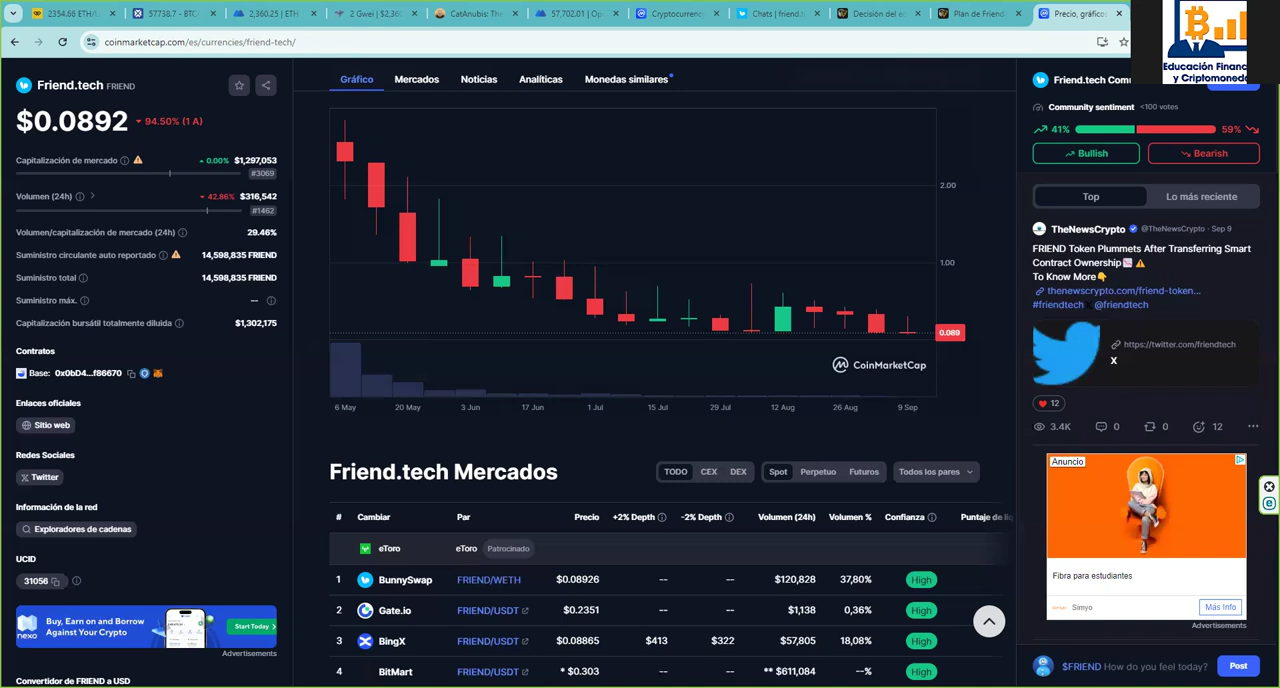 2354.66 ETH/
57738.7 - BTC
2,360.25 | ETH
2 Gwei | $2,360
CatAnubis: The
57,702.01 | Op
Cryptocurrenc
Chats | friend.t
Decisión del e
Plan de Friend
Precio, gráfico
coinmarketcap.com/es/currencies/friend-tech/
Educación Financ
y Criptomoneda
Friend.tech FRIEND
$0.0892 94.50% (1 A)
Capitalización de mercado 0.00% $1,297,053
#3069
Volumen (24h) 42.86% $316,542
#1462
Volumen/capitalización de mercado (24h) 29.46%
Suministro circulante auto reportado 14,598,835 FRIEND
Suministro total 14,598,835 FRIEND
Suministro máx. --
Capitalización bursátil totalmente diluida $1,302,175
Contratos
Base: 0x0bD4...f86670
Enlaces oficiales
Sitio web
Redes Sociales
Twitter
Información de la red
Exploradores de cadenas
UCID
31056
nexo
Buy, Earn on and Borrow
Against Your Crypto
Start Today
Advertisements
Convertidor de FRIEND a USD
Gráfico Mercados Noticias Analíticas Monedas similares
2.00
1.00
0.089
CoinMarketCap
6 May 20 May 3 Jun 17 Jun 1 Jul 15 Jul 29 Jul 12 Aug 26 Aug 9 Sep
Friend.tech Mercados
TODO CEX DEX Spot Perpetuo Futuros Todos los pares
# Cambiar Par Precio +2% Depth -2% Depth Volumen (24h) Volumen % Confianza Puntaje de liq
eToro eToro Patrocinado
1 BunnySwap FRIEND/WETH $0.08926 -- -- $120,828 37,80% High
2 Gate.io FRIEND/USDT $0.2351 -- -- $1,138 0,36% High
3 BingX FRIEND/USDT $0.08865 $413 $322 $57,805 18,08% High
4 BitMart FRIEND/USDT * $0.303 -- -- ** $611,084 --% High
Friend.tech Com
Community sentiment <100 votes
41% 59%
Bullish Bearish
Top Lo más reciente
TheNewsCrypto @TheNewsCrypto · Sep 9
FRIEND Token Plummets After Transferring Smart
Contract Ownership
To Know More
thenewscrypto.com/friend-token...
#friendtech @friendtech
https://twitter.com/friendtech
X
12
3.4K 0 0 12
Anuncio
Fibra para estudiantes
Simyo Más Info
Advertisements
$FRIEND How do you feel today? Post